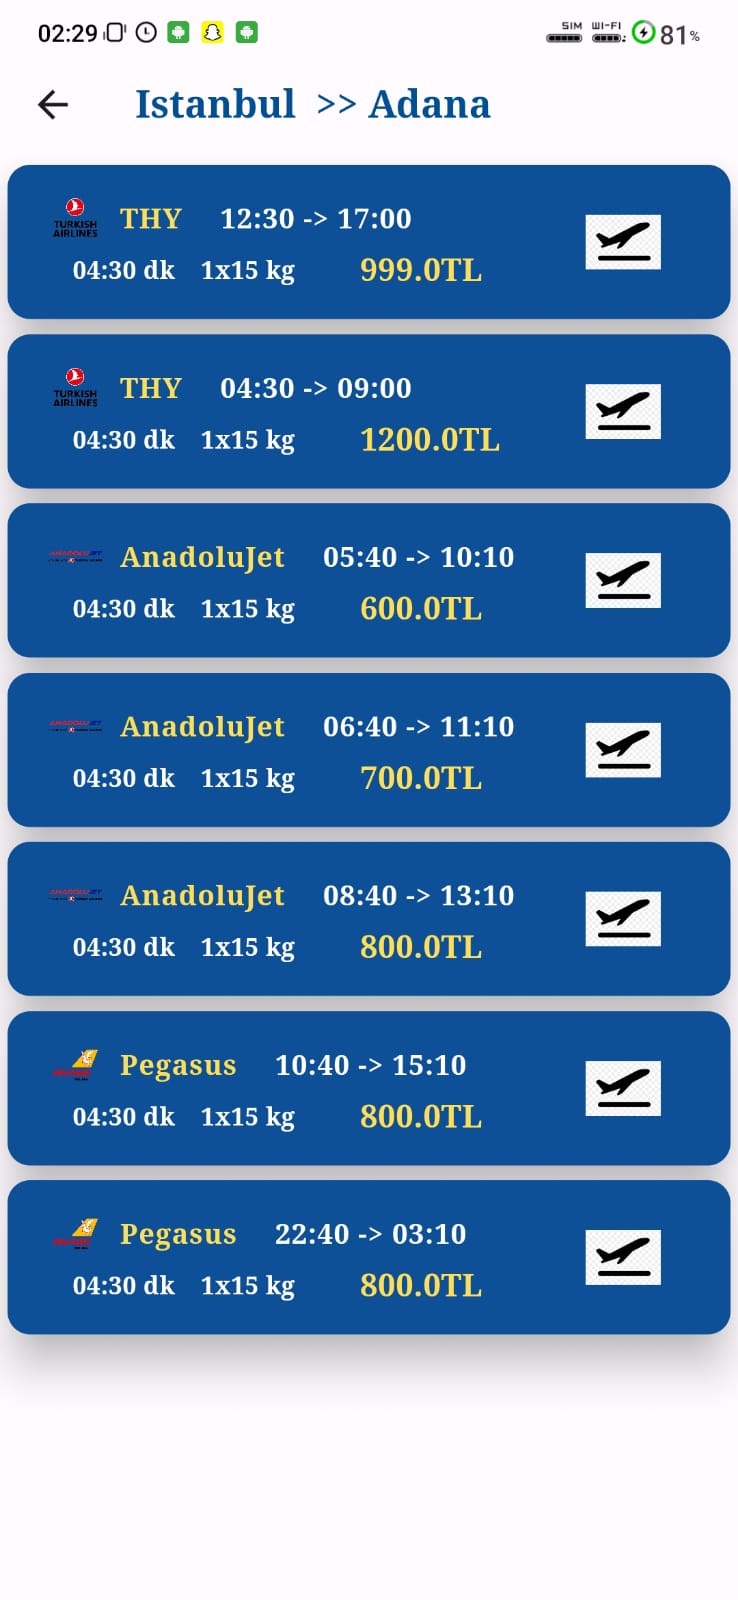 02:29 SIM WI-FI 81%
Istanbul >> Adana
TURKISH AIRLINES THY 12:30 -> 17:00
04:30 dk 1x15 kg 999.0TL
TURKISH AIRLINES THY 04:30 -> 09:00
04:30 dk 1x15 kg 1200.0TL
ANADOLUJET AnadoluJet 05:40 -> 10:10
04:30 dk 1x15 kg 600.0TL
ANADOLUJET AnadoluJet 06:40 -> 11:10
04:30 dk 1x15 kg 700.0TL
ANADOLUJET AnadoluJet 08:40 -> 13:10
04:30 dk 1x15 kg 800.0TL
Pegasus 10:40 -> 15:10
04:30 dk 1x15 kg 800.0TL
Pegasus 22:40 -> 03:10
04:30 dk 1x15 kg 800.0TL